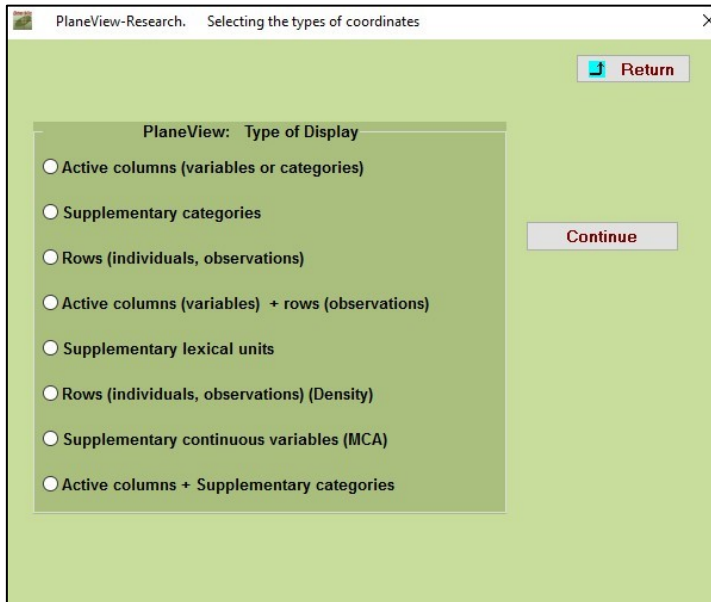 PlaneView-Research. Selecting the types of coordinates
Return
PlaneView: Type of Display
Active columns (variables or categories)
Supplementary categories
Rows (individuals, observations)
Continue
Active columns (variables) + rows (observations)
Supplementary lexical units
Rows (individuals, observations) (Density)
Supplementary continuous variables (MCA)
Active columns + Supplementary categories